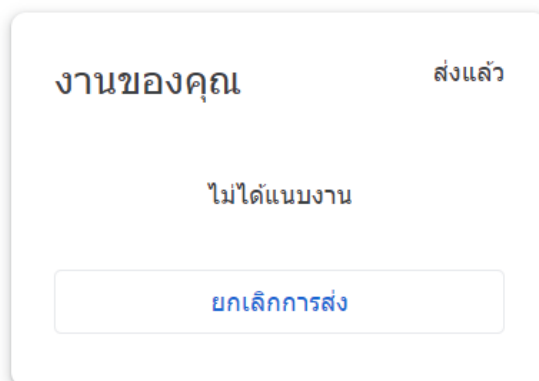 งานของคุณ
ส่งแล้ว
ไม่ได้แนบงาน
ยกเลิกการส่ง